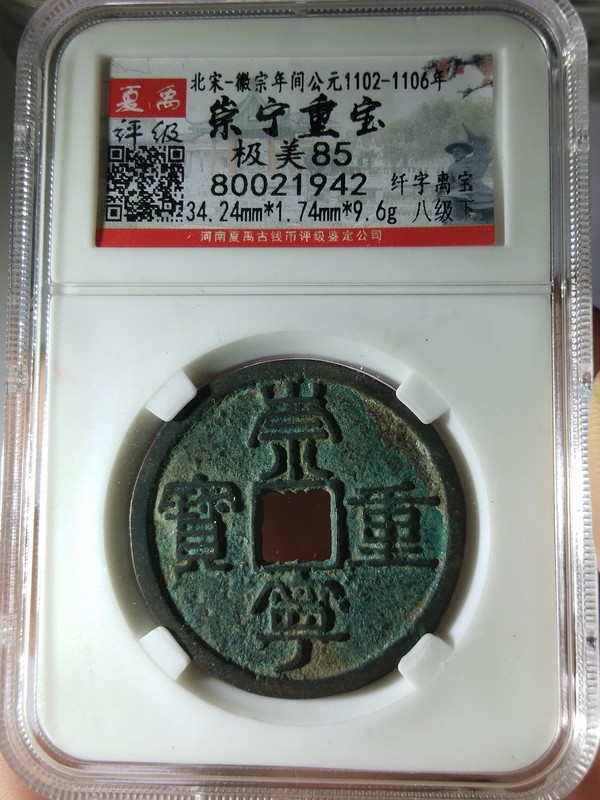 夏禹
评级
北宋-徽宗年间公元1102-1106年
崇宁重宝
极美85
80021942
纤字离宝
34.24mm*1.74mm*9.6g 八级下
河南夏禹古钱币评级鉴定公司
崇
寶 重
寧